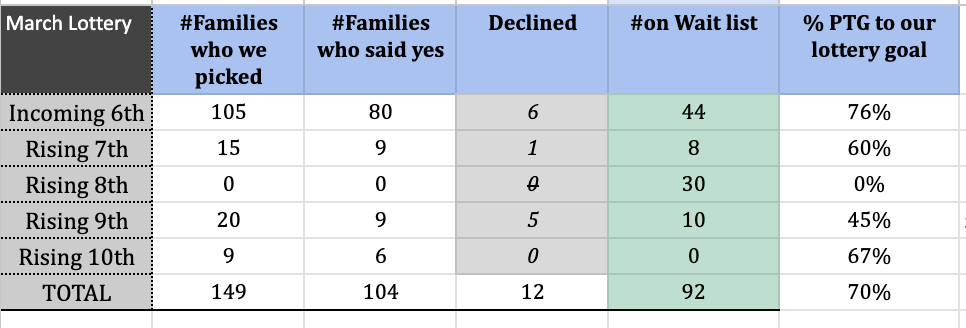 March Lottery #Families who we picked #Families who said yes Declined #on Wait list % PTG to our lottery goal
Incoming 6th 105 80 6 44 76%
Rising 7th 15 9 1 8 60%
Rising 8th 0 0 0 30 0%
Rising 9th 20 9 5 10 45%
Rising 10th 9 6 0 0 67%
TOTAL 149 104 12 92 70%